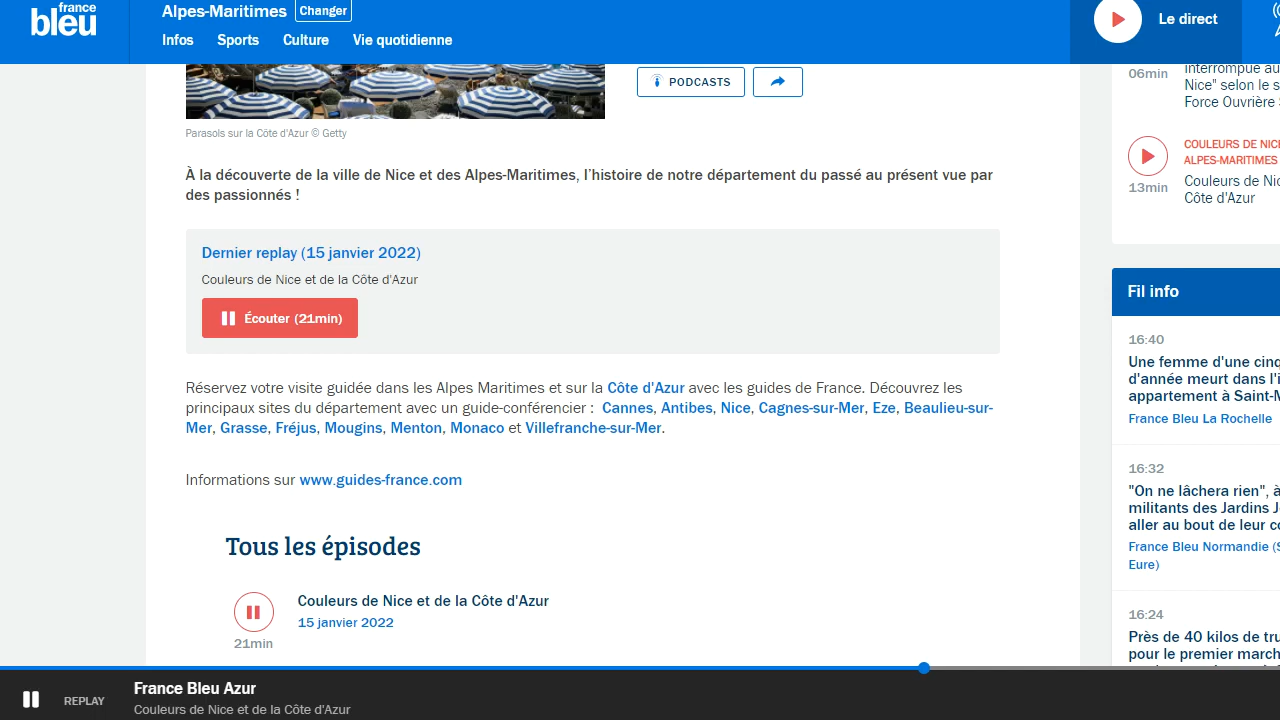 france
bleu
Alpes-Maritimes
Changer
Infos
Sports
Culture
Vie quotidienne
Le direct
PODCASTS
Parasols sur la Côte d'Azur © Getty
À la découverte de la ville de Nice et des Alpes-Maritimes, l'histoire de notre département du passé au présent vue par
des passionnés !
Dernier replay (15 janvier 2022)
Couleurs de Nice et de la Côte d'Azur
Écouter (21min)
Réservez votre visite guidée dans les Alpes Maritimes et sur la Côte d'Azur avec les guides de France. Découvrez les
principaux sites du département avec un guide-conférencier : Cannes, Antibes, Nice, Cagnes-sur-Mer, Eze, Beaulieu-sur-
Mer, Grasse, Fréjus, Mougins, Menton, Monaco et Villefranche-sur-Mer.
Informations sur www.guides-france.com
Tous les épisodes
Couleurs de Nice et de la Côte d'Azur
15 janvier 2022
21min
06min
interrompue au
Nice" selon le s
Force Ouvrière
COULEURS DE NICE
ALPES-MARITIMES
13min
Couleurs de Nic
Côte d'Azur
Fil info
16:40
Une femme d'une cinq
d'année meurt dans l'i
appartement à Saint-M
France Bleu La Rochelle
16:32
"On ne lâchera rien", à
militants des Jardins J
aller au bout de leur co
France Bleu Normandie (S
Eure)
16:24
Près de 40 kilos de tru
pour le premier march
REPLAY
France Bleu Azur
Couleurs de Nice et de la Côte d'Azur